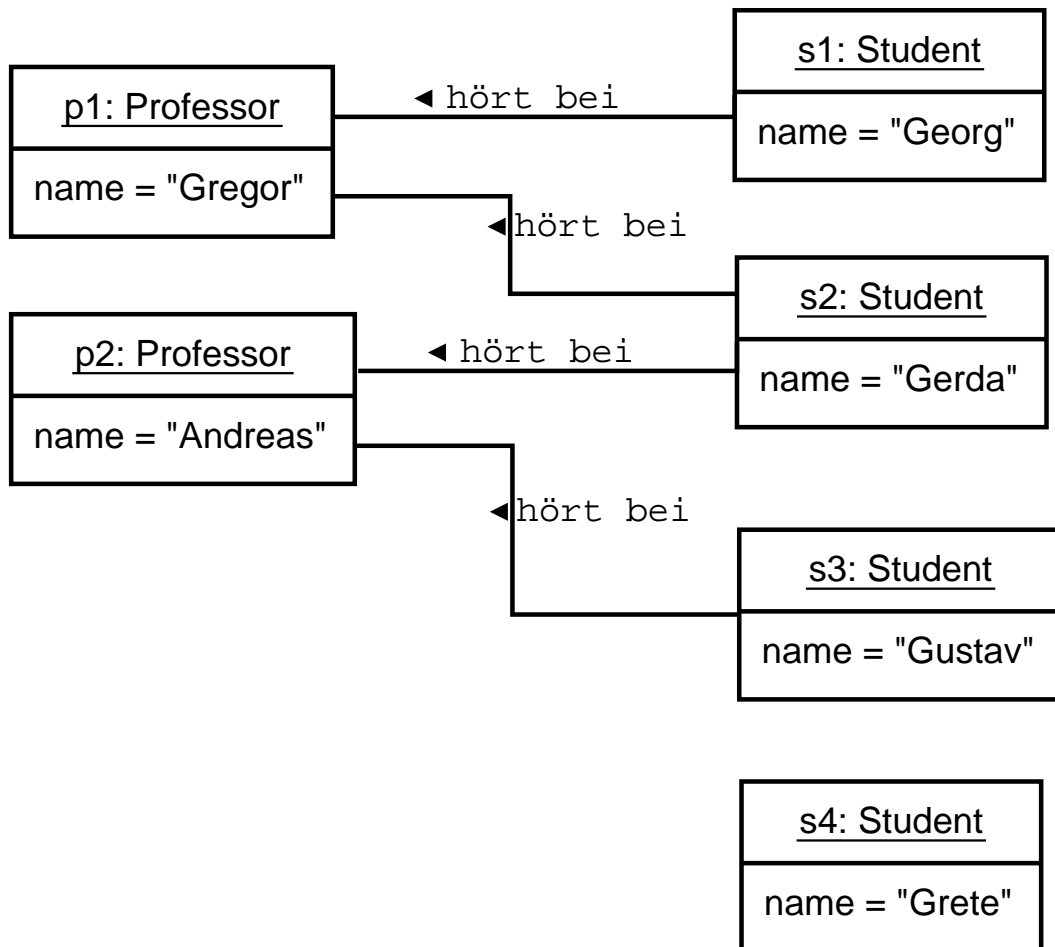 p1: Professor
name = "Gregor"
◄ hört bei
s1: Student
name = "Georg"
◄hört bei
s2: Student
name = "Gerda"
p2: Professor
name = "Andreas"
◄ hört bei
◄hört bei
s3: Student
name = "Gustav"
s4: Student
name = "Grete"